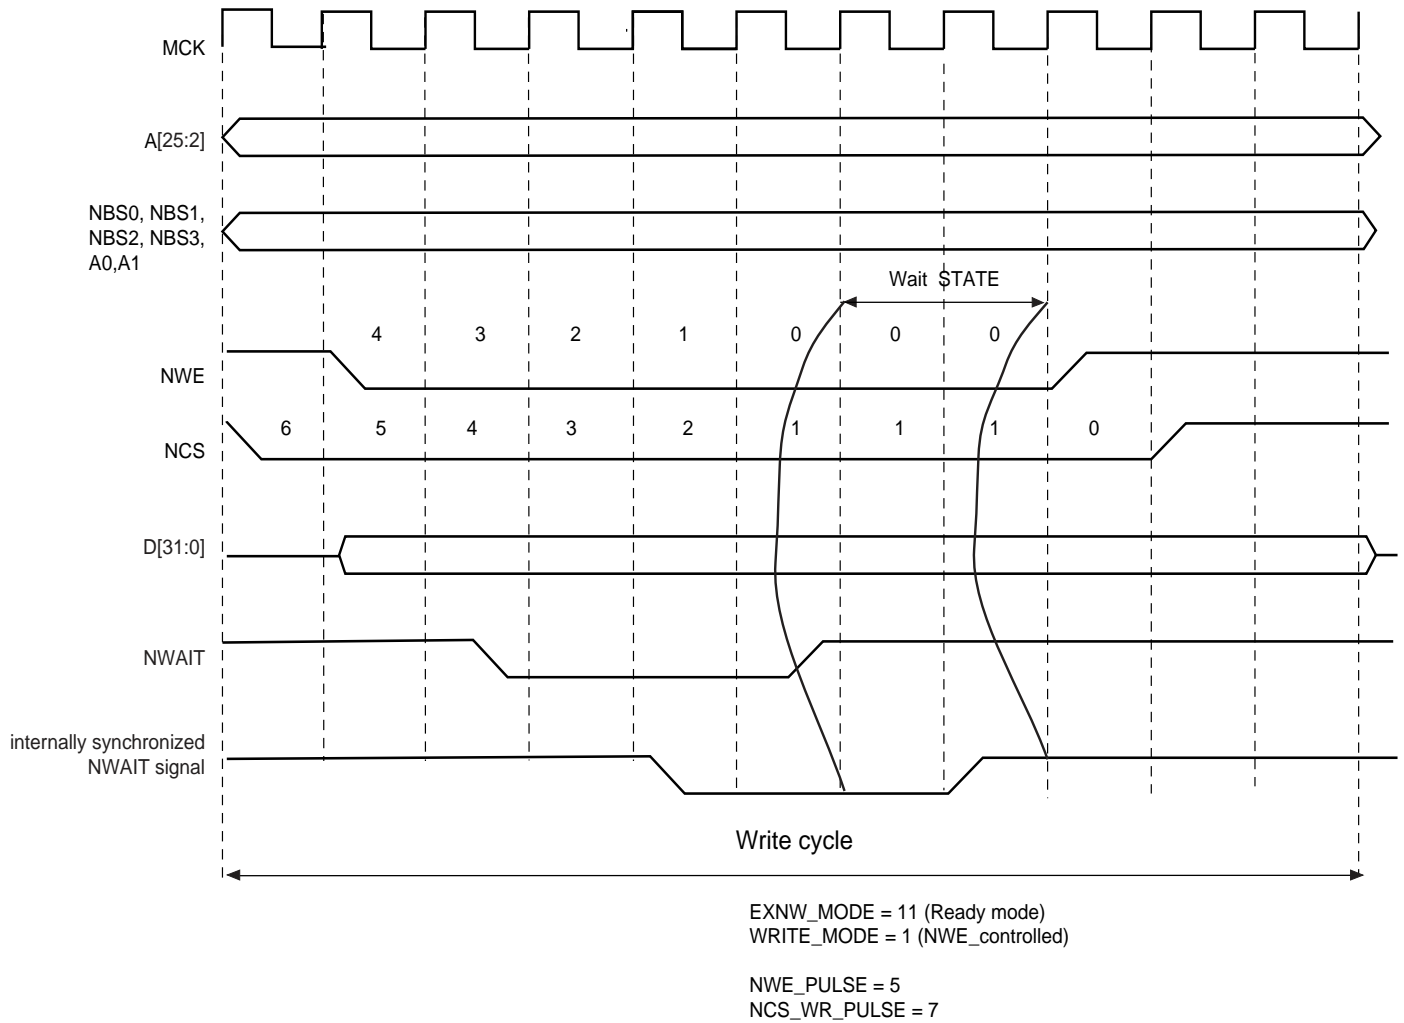 MCK
A[25:2]
NBS0, NBS1,
NBS2, NBS3,
A0,A1
Wait STATE
4 3 2 1 0 0 0
NWE
6 5 4 3 2 1 1 1 0
NCS
D[31:0]
NWAIT
internally synchronized
NWAIT signal
Write cycle
EXNW_MODE = 11 (Ready mode)
WRITE_MODE = 1 (NWE_controlled)
NWE_PULSE = 5
NCS_WR_PULSE = 7